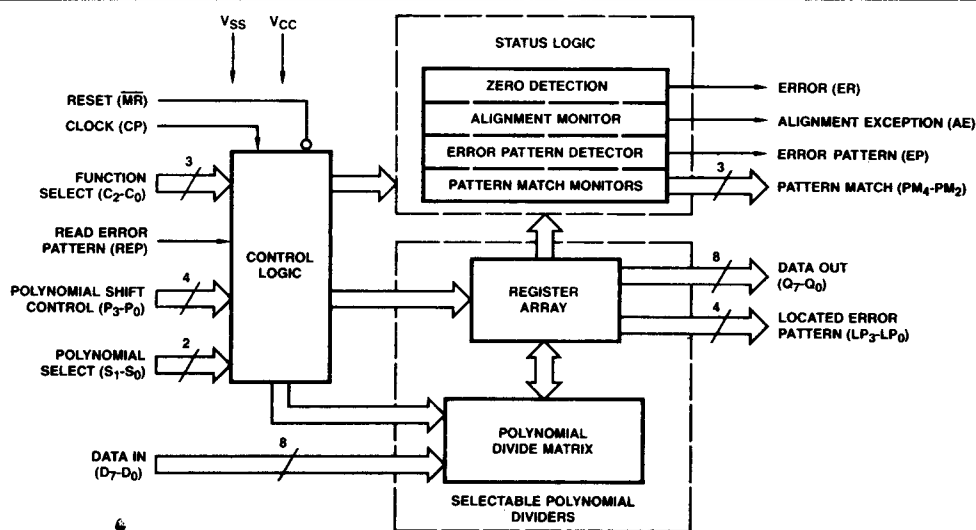 VSS
VCC
RESET (MR)
CLOCK (CP)
3
FUNCTION
SELECT (C2-C0)
READ ERROR
PATTERN (REP)
4
POLYNOMIAL SHIFT
CONTROL (P3-P0)
2
POLYNOMIAL
SELECT (S1-S0)
8
DATA IN
(D7-D0)
CONTROL
LOGIC
STATUS LOGIC
ZERO DETECTION
ALIGNMENT MONITOR
ERROR PATTERN DETECTOR
PATTERN MATCH MONITORS
ERROR (ER)
ALIGNMENT EXCEPTION (AE)
ERROR PATTERN (EP)
3
PATTERN MATCH (PM4-PM2)
REGISTER
ARRAY
8
DATA OUT
(Q7-Q0)
4
LOCATED ERROR
PATTERN (LP3-LP0)
POLYNOMIAL
DIVIDE MATRIX
SELECTABLE POLYNOMIAL
DIVIDERS